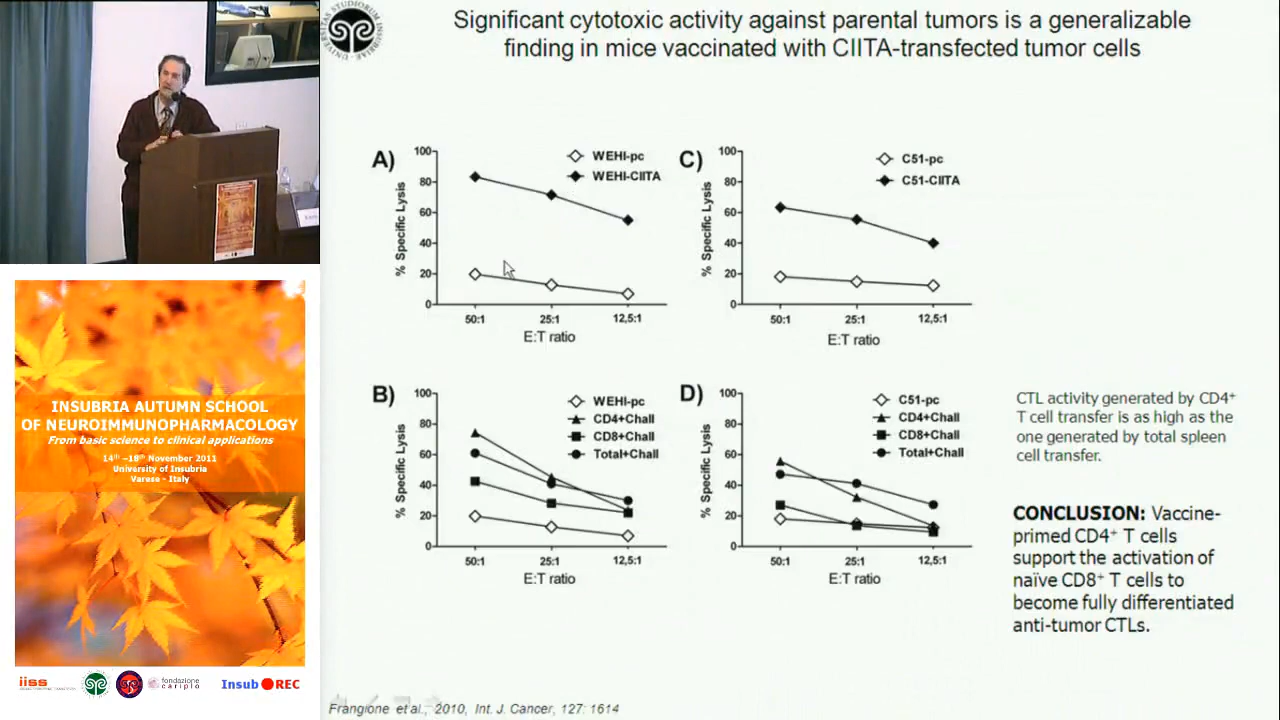 Significant cytotoxic activity against parental tumors is a generalizable
finding in mice vaccinated with CIITA-transfected tumor cells
A)
100
80
60
40
20
0
% Specific Lysis
WEHI-pc
WEHI-CIITA
50:1
25:1
12,5:1
E:T ratio
C)
100
80
60
40
20
0
% Specific Lysis
C51-pc
C51-CIITA
50:1
25:1
12,5:1
E:T ratio
B)
100
80
60
40
20
0
% Specific Lysis
WEHI-pc
CD4+Chall
CD8+Chall
Total+Chall
50:1
25:1
12,5:1
E:T ratio
D)
100
80
60
40
20
0
% Specific Lysis
C51-pc
CD4+Chall
CD8+Chall
Total+Chall
50:1
25:1
12,5:1
E:T ratio
CTL activity generated by CD4⁺
T cell transfer is as high as the
one generated by total spleen
cell transfer.
CONCLUSION: Vaccine-
primed CD4⁺ T cells
support the activation of
naïve CD8⁺ T cells to
become fully differentiated
anti-tumor CTLs.
Frangione et al., 2010, Int. J. Cancer, 127: 1614
INSUBRIA AUTUMN SCHOOL
OF NEUROIMMUNOPHARMACOLOGY
From basic science to clinical applications
14th –18th November 2011
University of Insubria
Varese - Italy
iiss
fondazione
cariplo
Insub REC